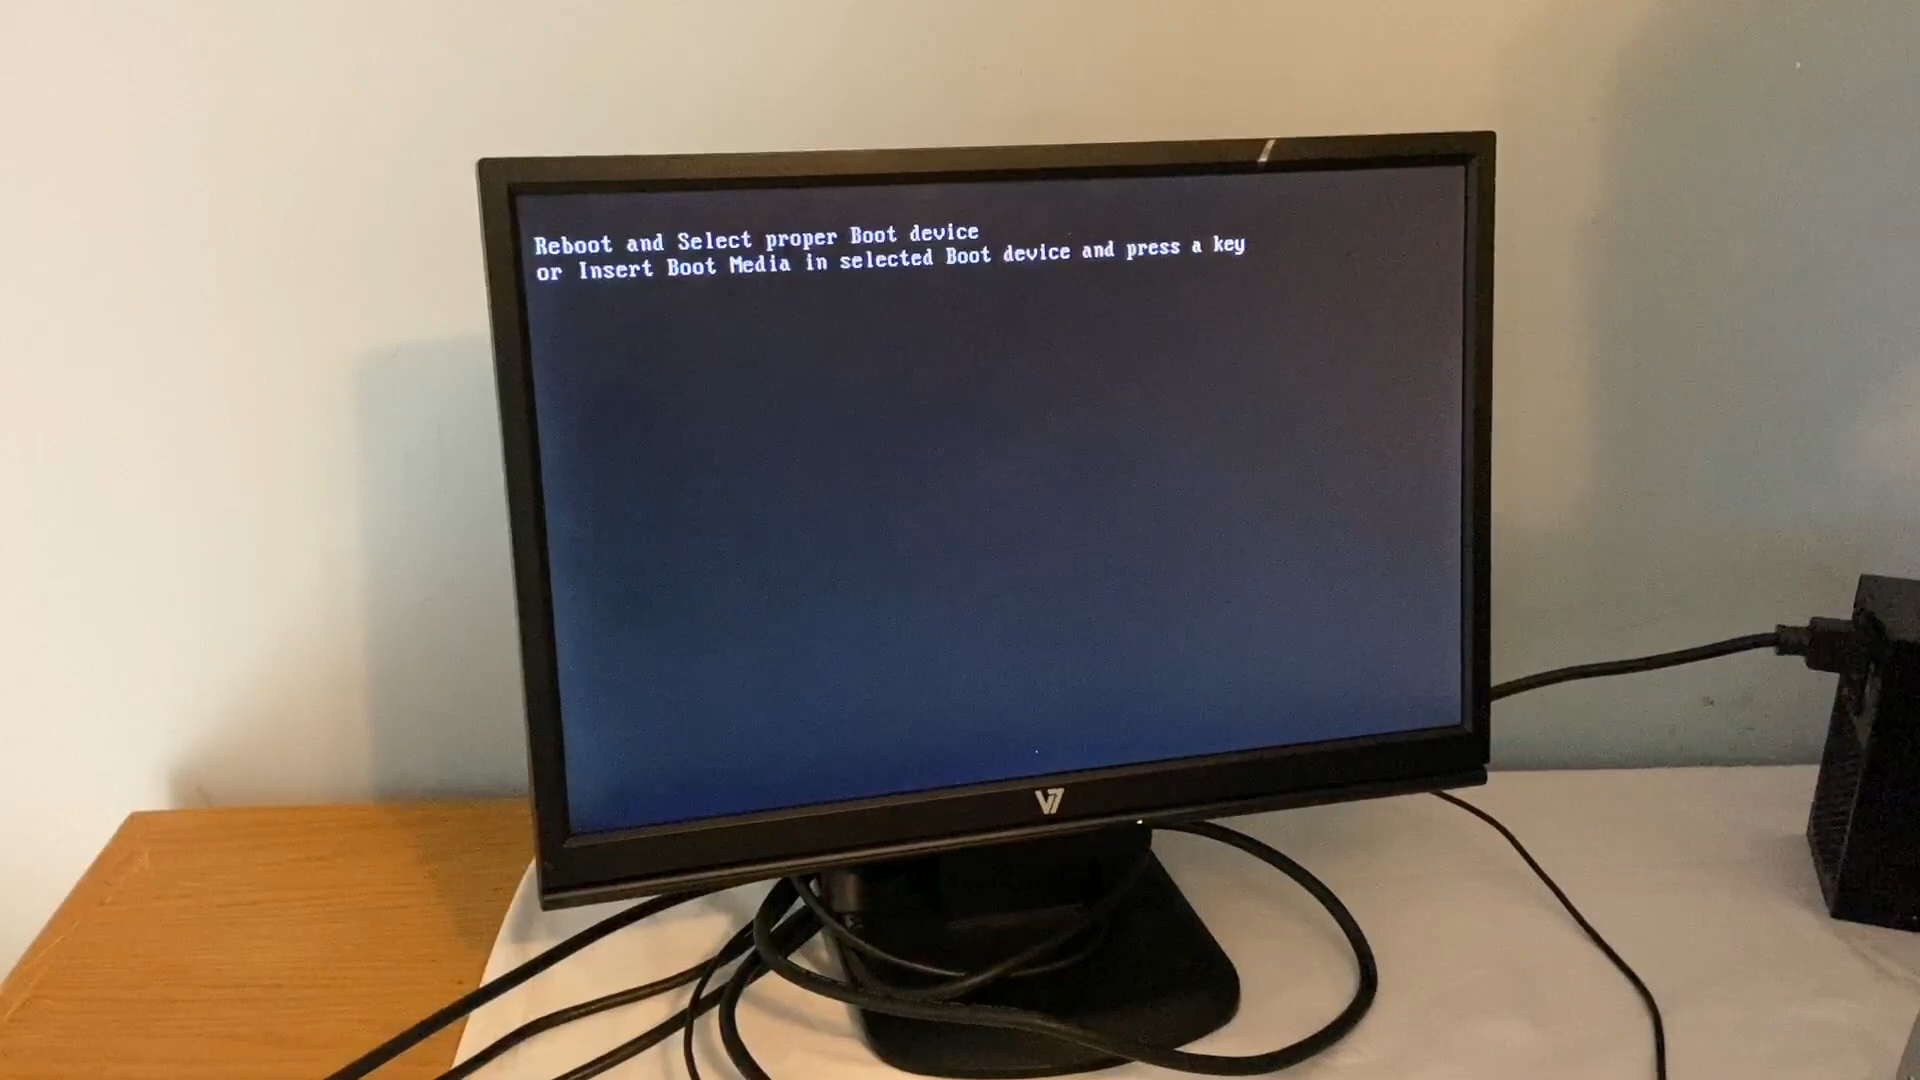 Reboot and Select proper Boot device
or Insert Boot Media in selected Boot device and press a key
V7